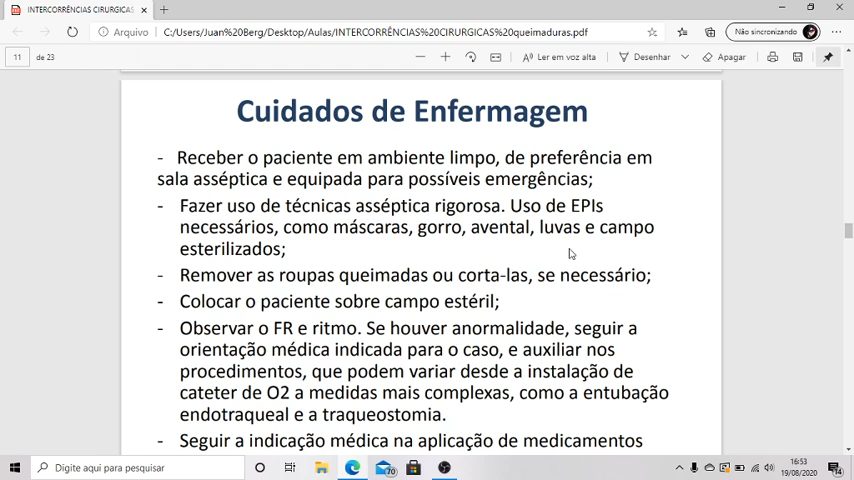 INTERCORRÊNCIAS CIRURGICAS
Arquivo C:/Users/Juan%20Berg/Desktop/Aulas/INTERCORRÊNCIAS%20CIRURGICAS%20queimaduras.pdf
Não sincronizando
11 de 23
Ler em voz alta
Desenhar
Apagar
Cuidados de Enfermagem
- Receber o paciente em ambiente limpo, de preferência em
sala asséptica e equipada para possíveis emergências;
- Fazer uso de técnicas asséptica rigorosa. Uso de EPIs
necessários, como máscaras, gorro, avental, luvas e campo
esterilizados;
- Remover as roupas queimadas ou corta-las, se necessário;
- Colocar o paciente sobre campo estéril;
- Observar o FR e ritmo. Se houver anormalidade, seguir a
orientação médica indicada para o caso, e auxiliar nos
procedimentos, que podem variar desde a instalação de
cateter de O2 a medidas mais complexas, como a entubação
endotraqueal e a traqueostomia.
- Seguir a indicação médica na aplicação de medicamentos
Digite aqui para pesquisar
70
16:53
19/08/2020
14